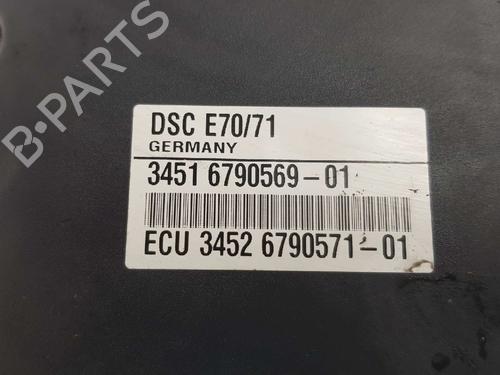 DSC E70/71
GERMANY
3451 6790569-01
ECU 3452 6790571-01
B-PARTS